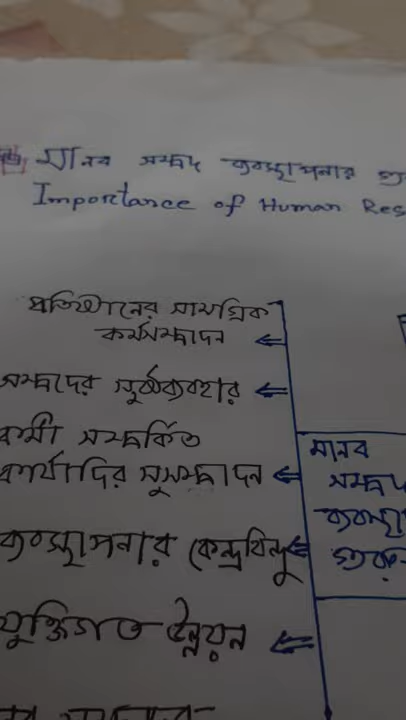 মানব সম্পদ ব্যবস্থাপনার
Importance of Human Res
প্রতিষ্ঠানের সামগ্রিক
কর্মসম্পাদন
সম্পদের সুষ্ঠুব্যবহার
কর্মী সম্পর্কিত
কার্যাদির সুসম্পাদন
ব্যবস্থাপনার কেন্দ্রবিন্দু
যুক্তিগত উন্নয়ন
মানব
সম্পদ
ব্যবস্থা
গুরু